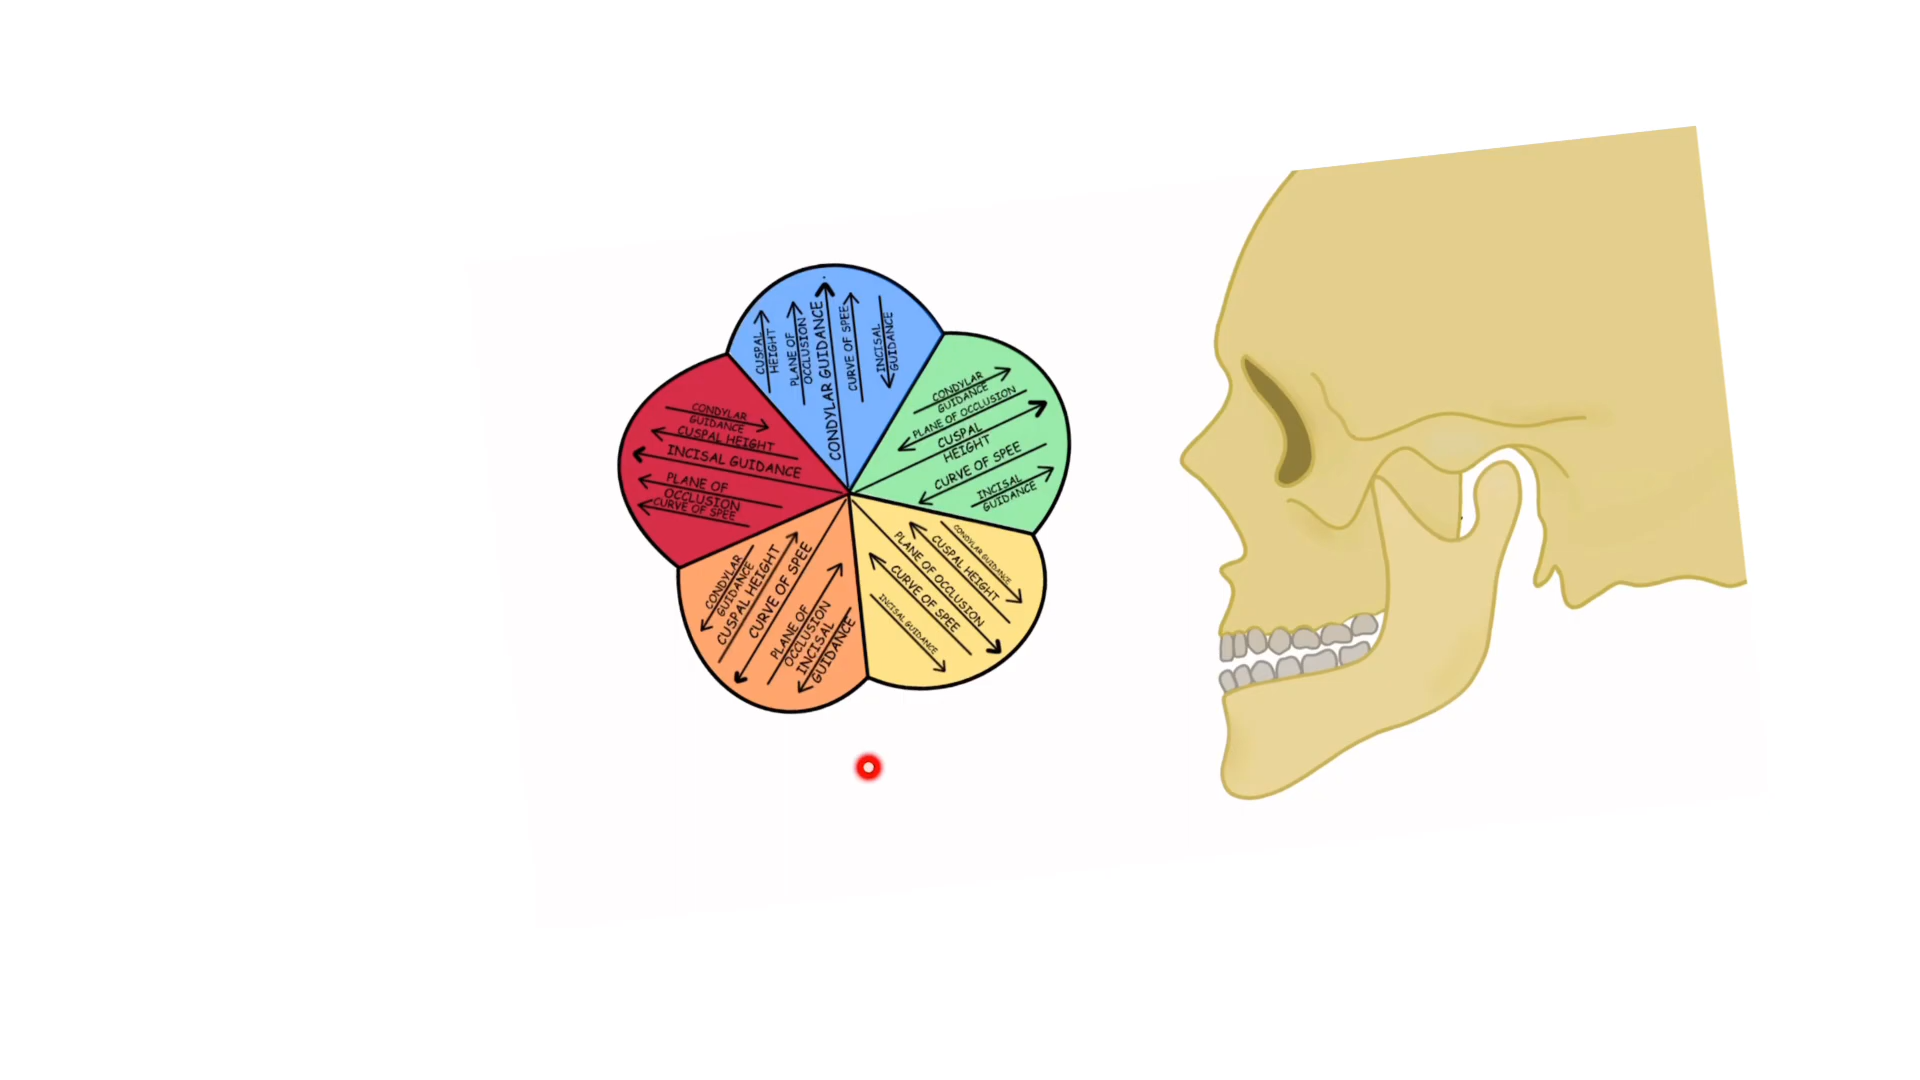 CUSPAL
HEIGHT
PLANE OF
OCCLUSION
CONDYLAR GUIDANCE
CURVE OF SPEE
INCISAL
GUIDANCE
CONDYLAR
GUIDANCE
PLANE OF OCCLUSION
CUSPAL
HEIGHT
CURVE OF SPEE
INCISAL
GUIDANCE
CONDYLAR GUIDANCE
CUSPAL HEIGHT
PLANE OF OCCLUSION
CURVE OF SPEE
INCISAL GUIDANCE
CONDYLAR
GUIDANCE
CUSPAL HEIGHT
CURVE OF SPEE
PLANE OF
OCCLUSION
INCISAL
GUIDANCE
CONDYLAR
GUIDANCE
CUSPAL HEIGHT
INCISAL GUIDANCE
PLANE OF
OCCLUSION
CURVE OF SPEE